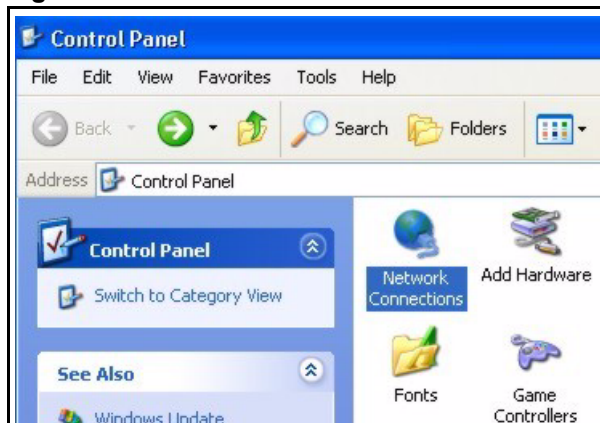 Control Panel
File Edit View Favorites Tools Help
Back Search Folders
Address Control Panel
Control Panel
Switch to Category View
See Also
Windows Update
Network Connections
Add Hardware
Fonts
Game Controllers